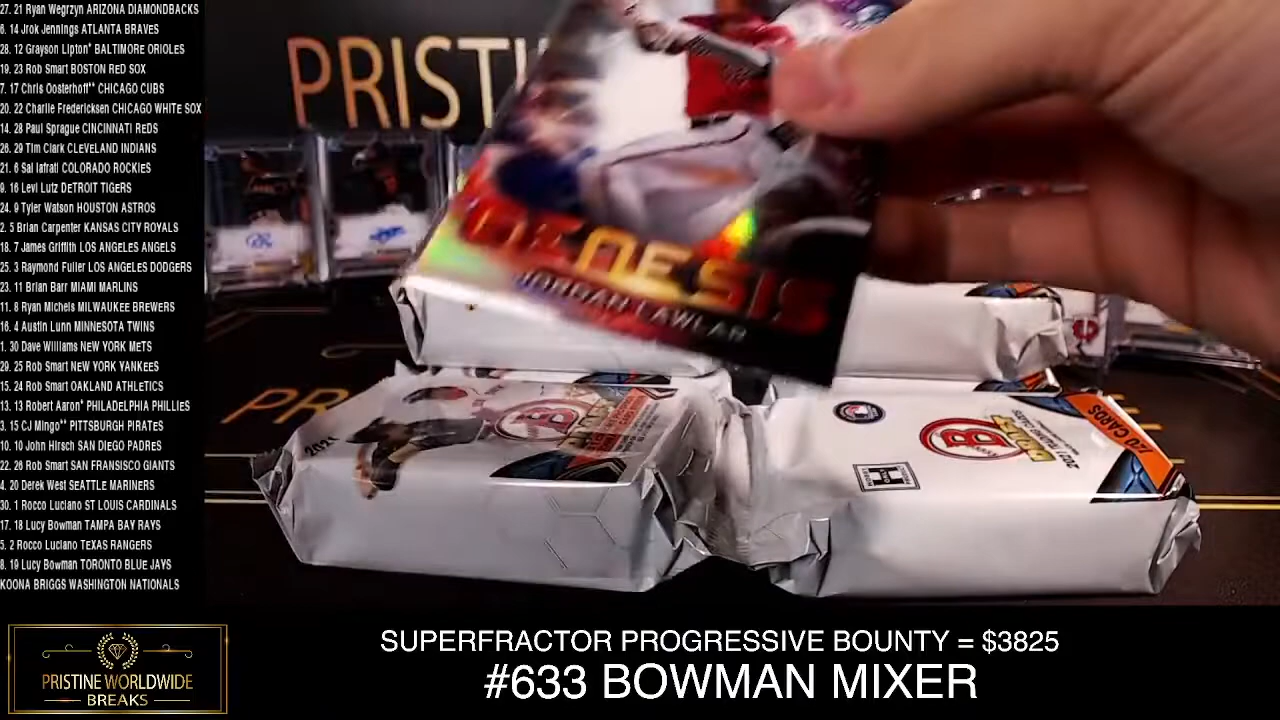 27. 21 Ryan Wegrzyn ARIZONA DIAMONDBACKS
6. 14 Jrok Jennings ATLANTA BRAVES
28. 12 Grayson Lipton* BALTIMORE ORIOLES
19. 23 Rob Smart BOSTON RED SOX
7. 17 Chris Oosterhoff** CHICAGO CUBS
20. 22 Charlie Fredericksen CHICAGO WHITE SOX
14. 28 Paul Sprague CINCINNATI REDS
26. 29 Tim Clark CLEVELAND INDIANS
21. 6 Sal Iafrati COLORADO ROCKIES
9. 16 Levi Lutz DETROIT TIGERS
24. 9 Tyler Watson HOUSTON ASTROS
2. 5 Brian Carpenter KANSAS CITY ROYALS
18. 7 James Griffith LOS ANGELES ANGELS
25. 3 Raymond Fuller LOS ANGELES DODGERS
23. 11 Brian Barr MIAMI MARLINS
11. 8 Ryan Michels MILWAUKEE BREWERS
16. 4 Austin Lunn MINNESOTA TWINS
1. 30 Dave Williams NEW YORK METS
29. 25 Rob Smart NEW YORK YANKEES
15. 24 Rob Smart OAKLAND ATHLETICS
13. 13 Robert Aaron* PHILADELPHIA PHILLIES
3. 15 CJ Mingo** PITTSBURGH PIRATES
10. 10 John Hirsch SAN DIEGO PADRES
22. 26 Rob Smart SAN FRANSISCO GIANTS
4. 20 Derek West SEATTLE MARINERS
30. 1 Rocco Luciano ST LOUIS CARDINALS
17. 18 Lucy Bowman TAMPA BAY RAYS
5. 2 Rocco Luciano TEXAS RANGERS
8. 19 Lucy Bowman TORONTO BLUE JAYS
KOONA BRIGGS WASHINGTON NATIONALS
PRISTI
GENESIS
JORDAN LAWLAR
PR
2021
B
B
2021
120 CARDS
H
PRISTINE WORLDWIDE
BREAKS
SUPERFRACTOR PROGRESSIVE BOUNTY = $3825
#633 BOWMAN MIXER